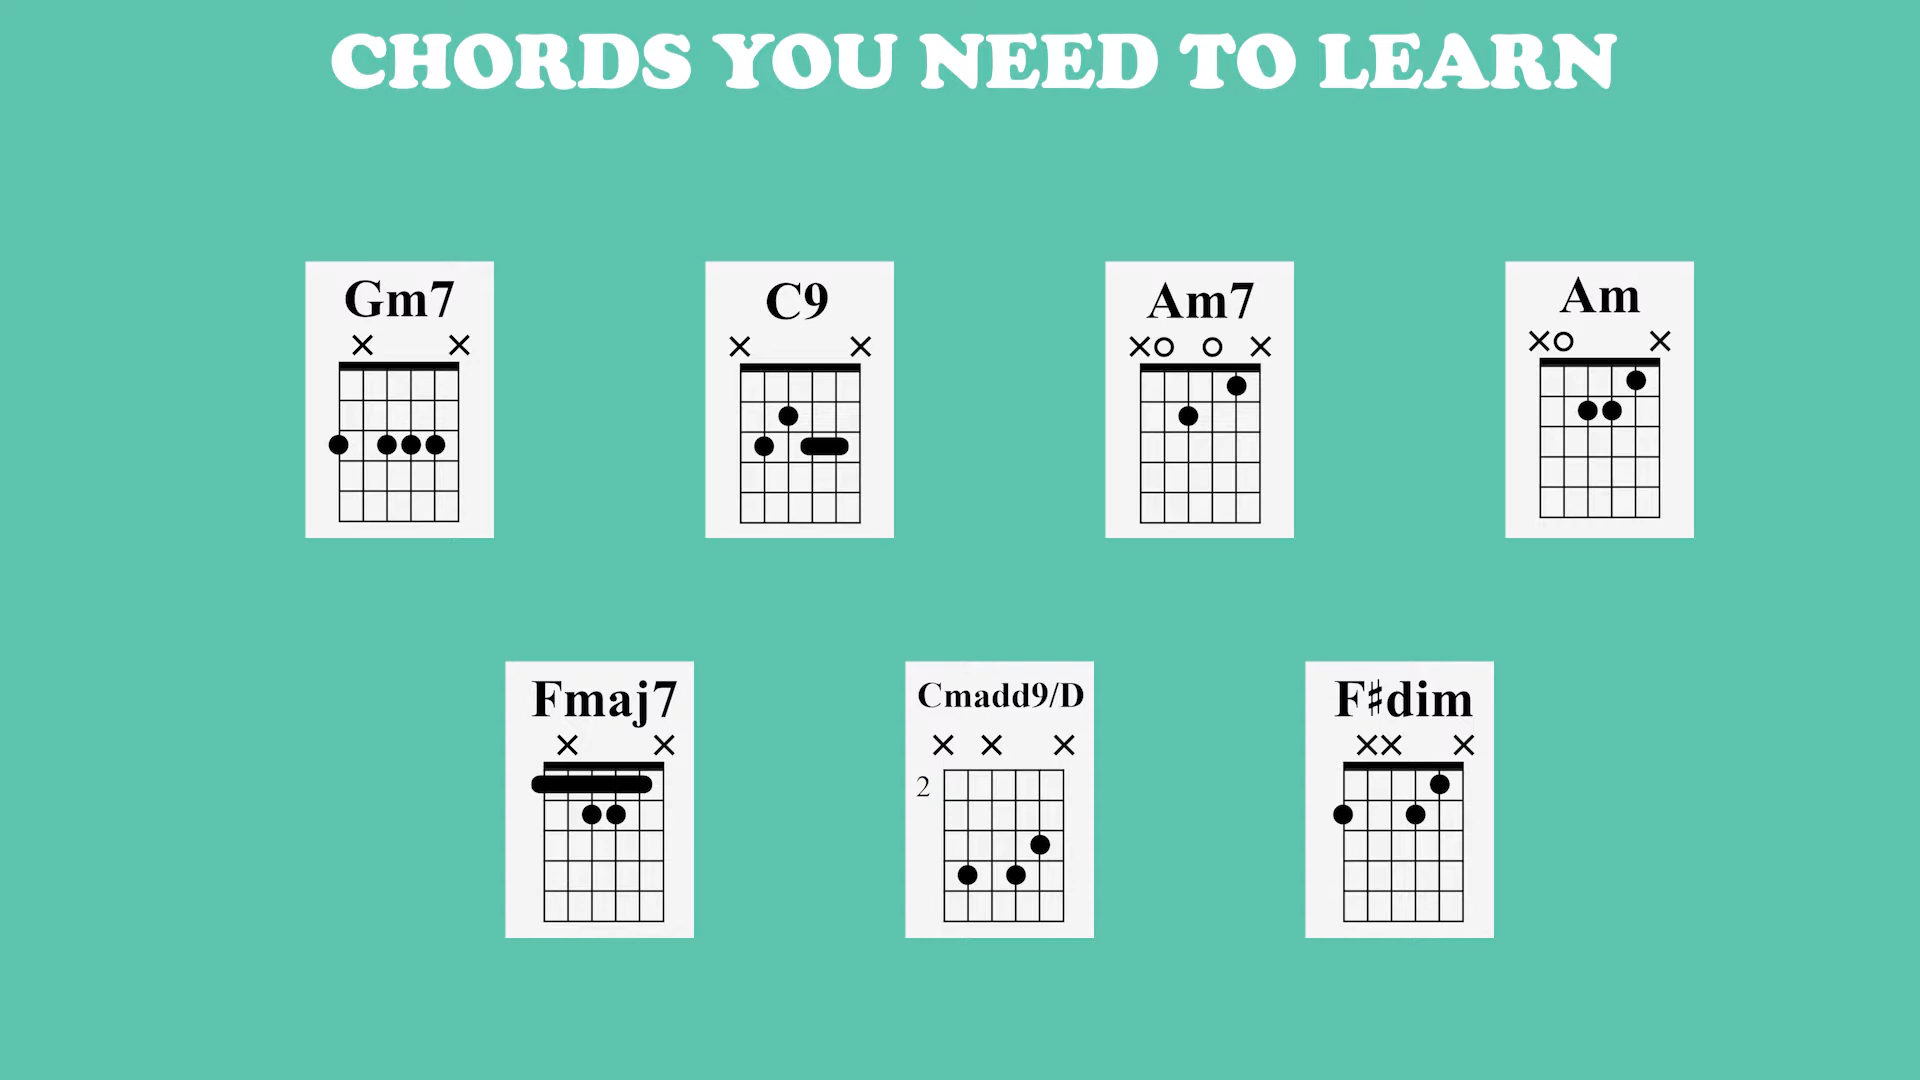 CHORDS YOU NEED TO LEARN
Gm7
C9
Am7
Am
Fmaj7
Cmadd9/D
2
F♯dim